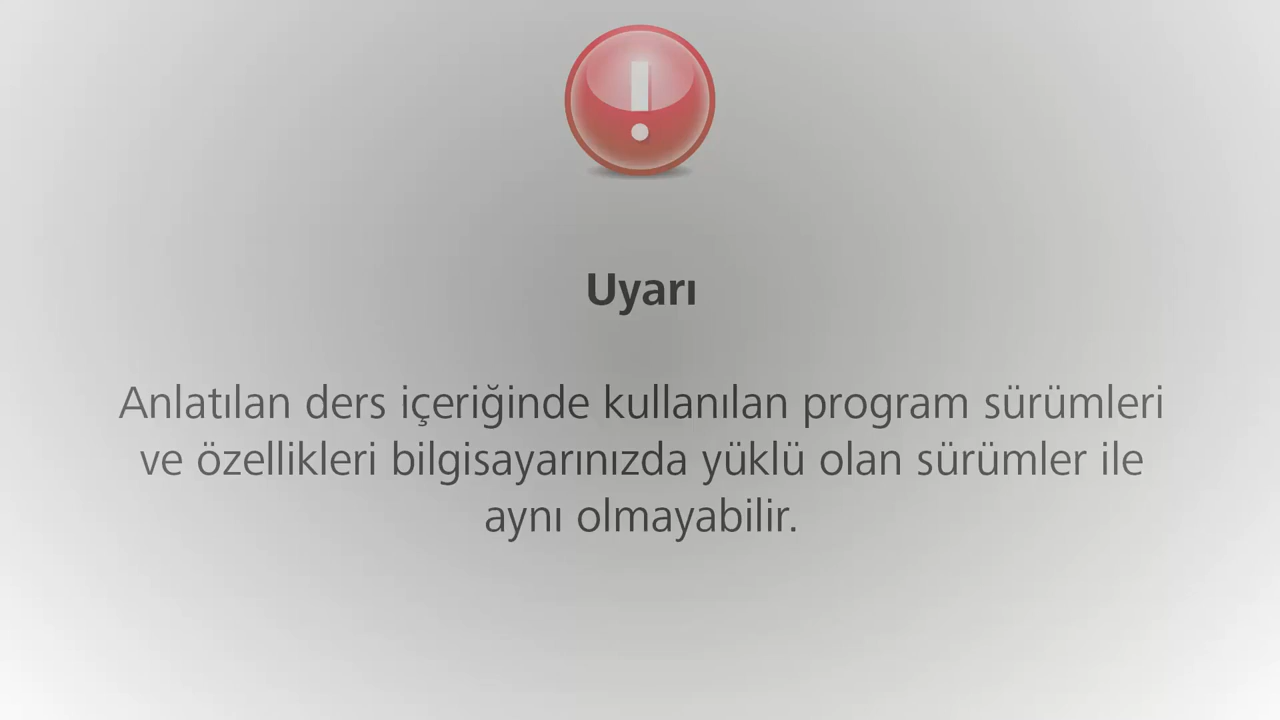 Uyarı
Anlatılan ders içeriğinde kullanılan program sürümleri
ve özellikleri bilgisayarınızda yüklü olan sürümler ile
aynı olmayabilir.